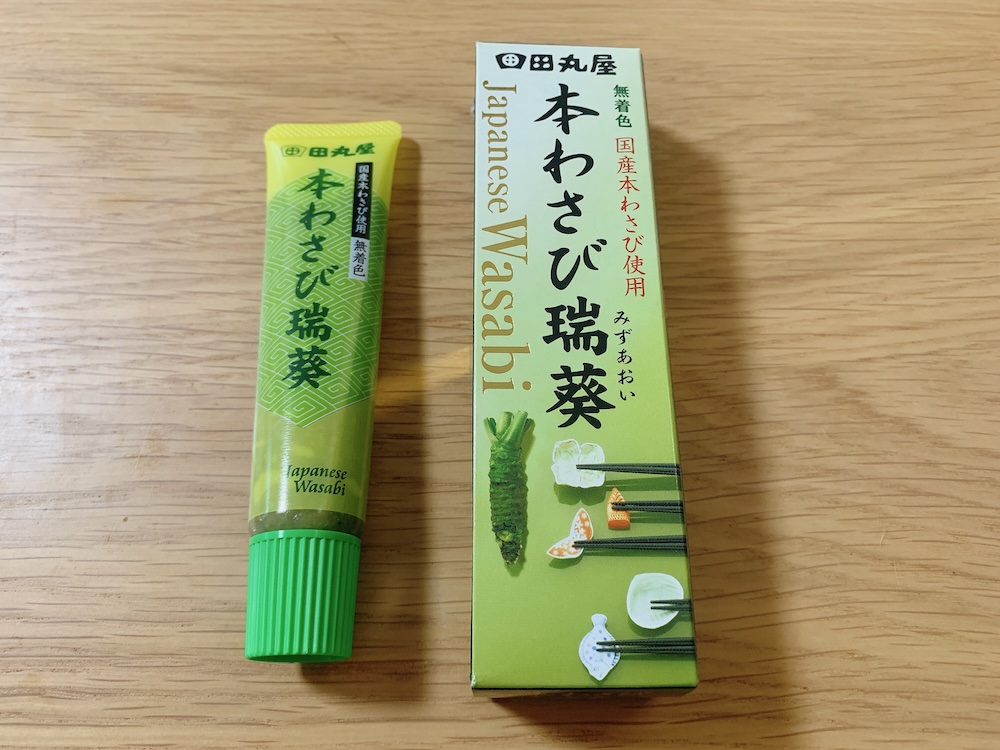 田丸屋
国産本わさび使用
無着色
本わさび瑞葵
Japanese
Wasabi
田丸屋
無着色
国産本わさび使用
本わさび瑞葵
みずあおい
Japanese Wasabi